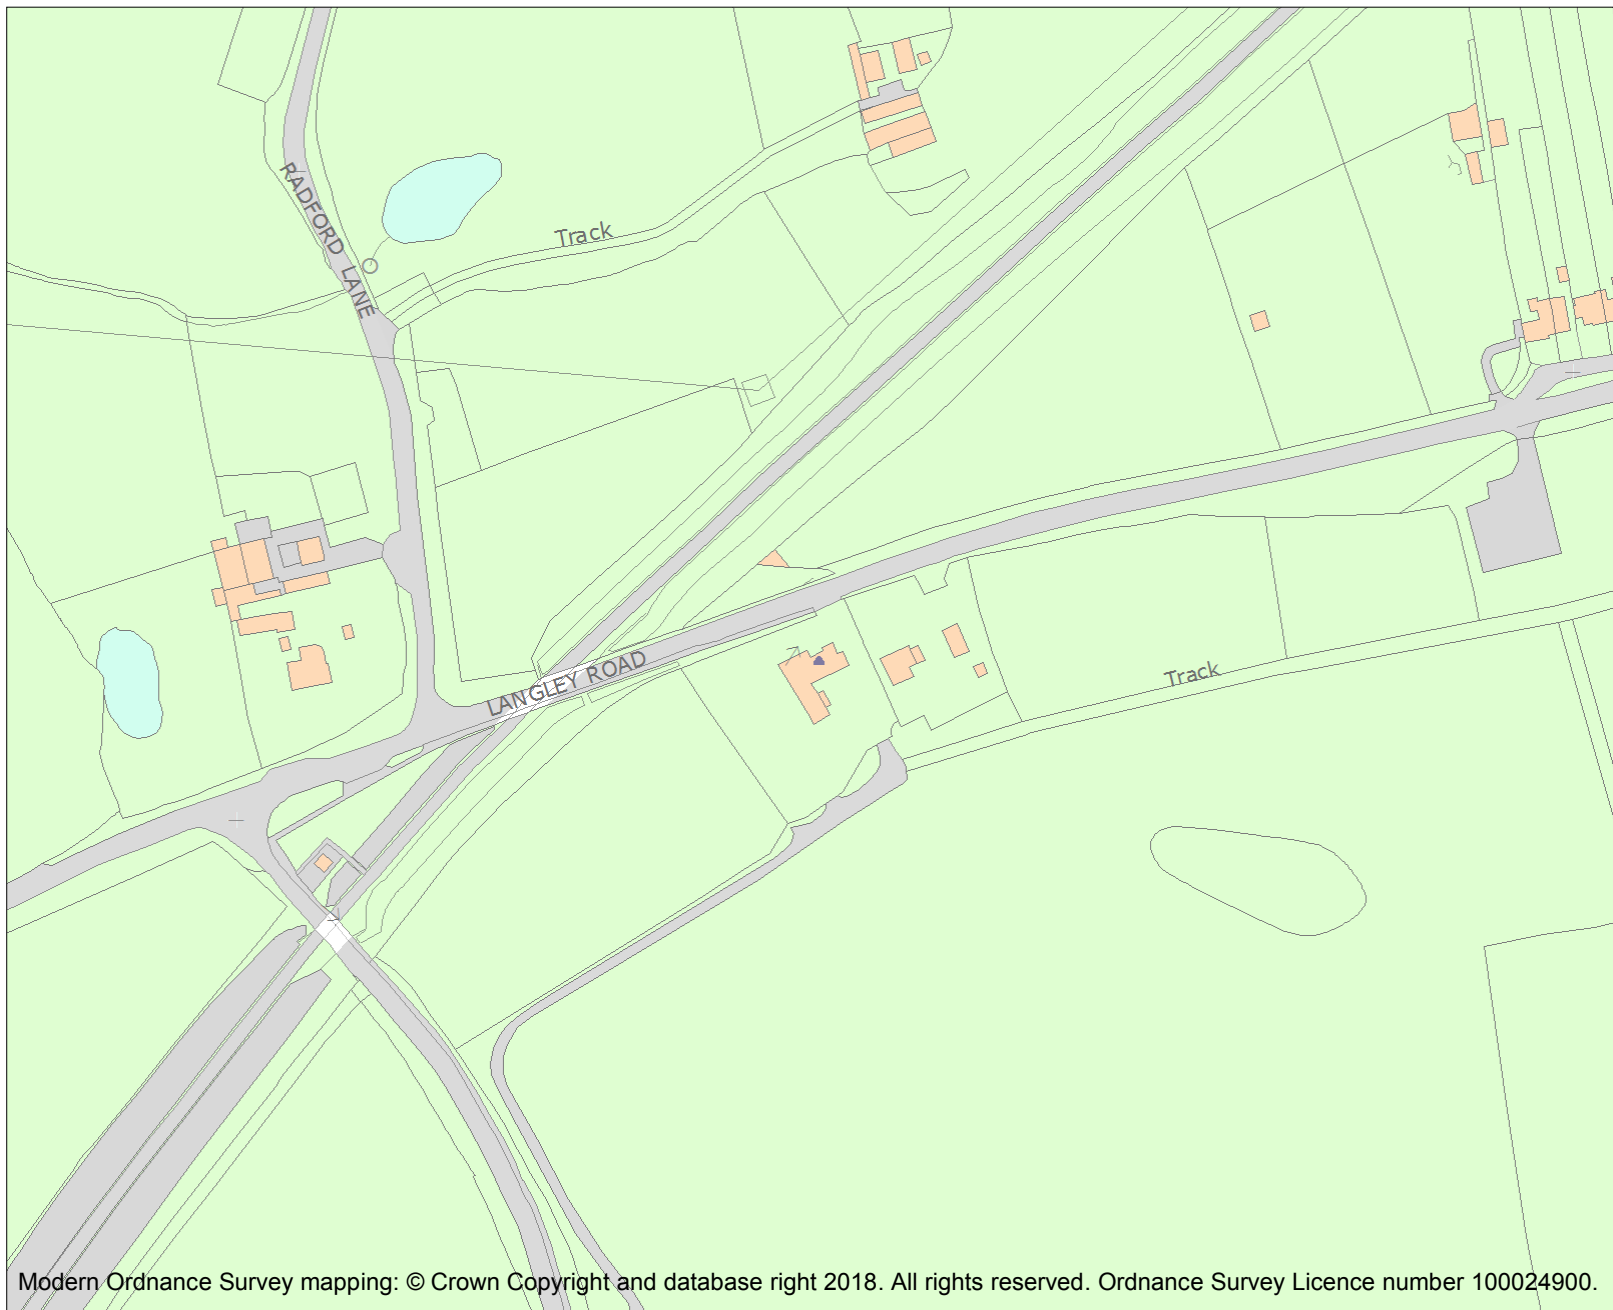 RADFORD LANE
Track
LANGLEY ROAD
Track
Modern Ordnance Survey mapping: © Crown Copyright and database right 2018. All rights reserved. Ordnance Survey Licence number 100024900.